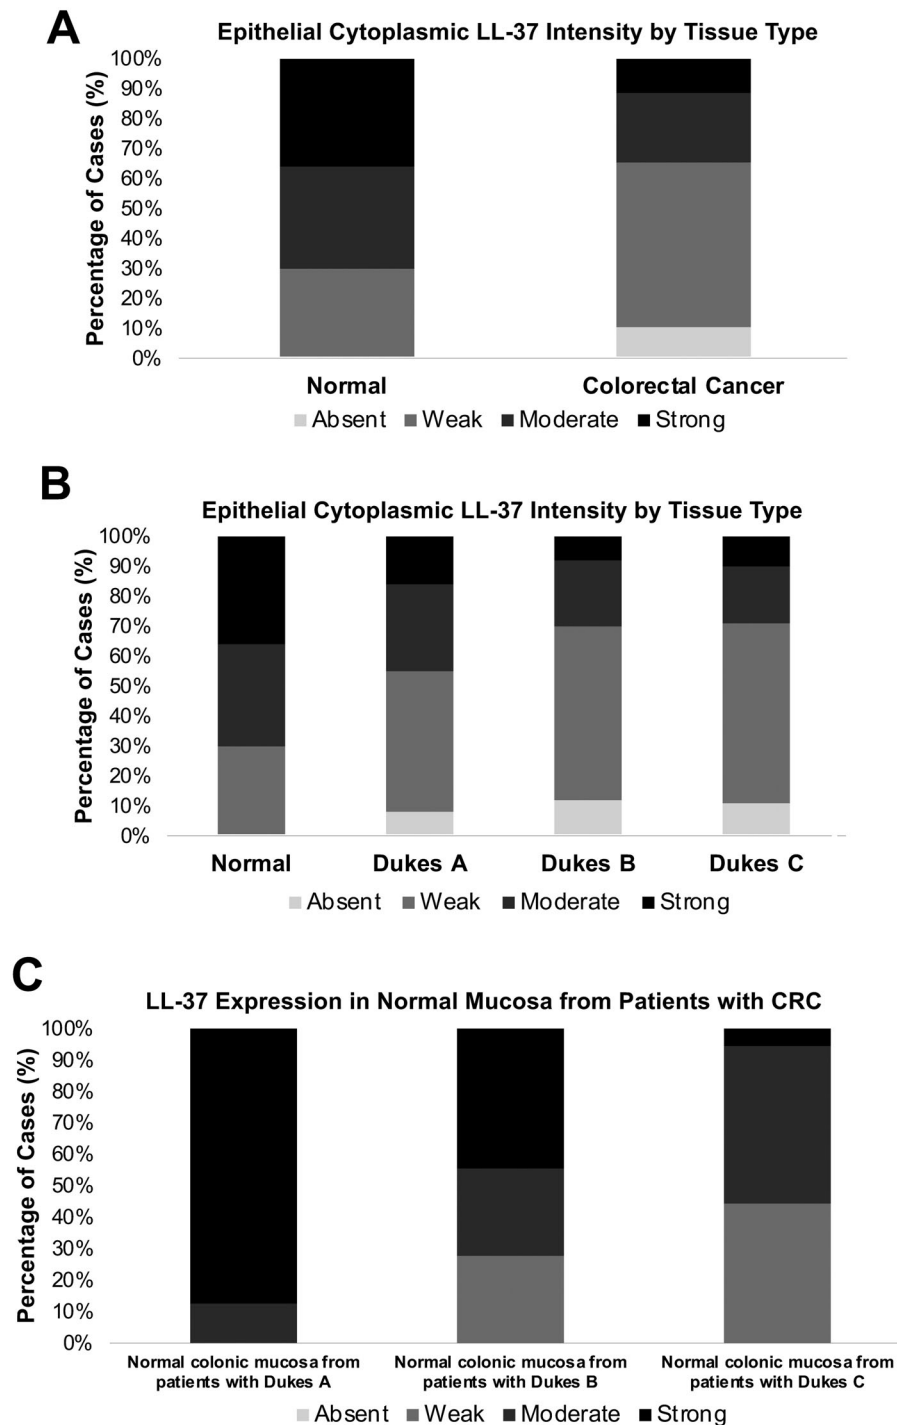 A
Epithelial Cytoplasmic LL-37 Intensity by Tissue Type
Percentage of Cases (%)
100%
90%
80%
70%
60%
50%
40%
30%
20%
10%
0%
Normal Colorectal Cancer
Absent Weak Moderate Strong
B
Epithelial Cytoplasmic LL-37 Intensity by Tissue Type
Percentage of Cases (%)
100%
90%
80%
70%
60%
50%
40%
30%
20%
10%
0%
Normal Dukes A Dukes B Dukes C
Absent Weak Moderate Strong
C
LL-37 Expression in Normal Mucosa from Patients with CRC
Percentage of Cases (%)
100%
90%
80%
70%
60%
50%
40%
30%
20%
10%
0%
Normal colonic mucosa from
patients with Dukes A
Normal colonic mucosa from
patients with Dukes B
Normal colonic mucosa from
patients with Dukes C
Absent Weak Moderate Strong